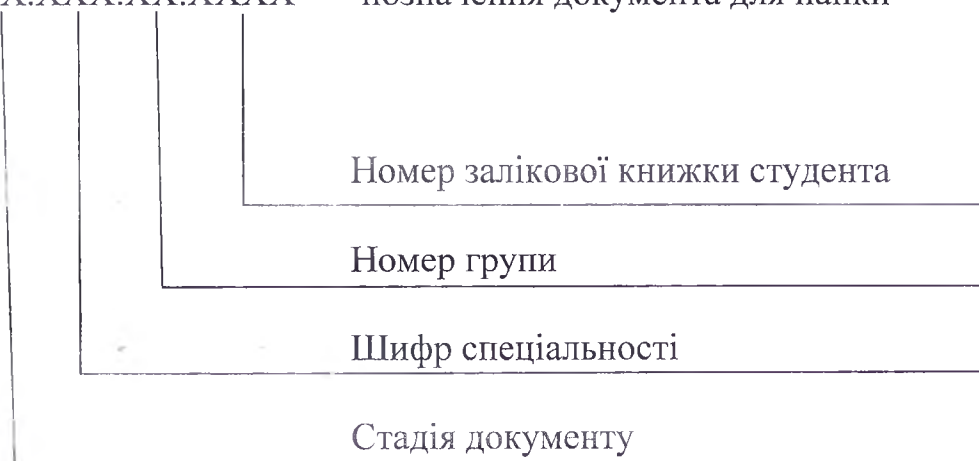 Номер залікової книжки студента
Номер групи
Шифр спеціальності
Стадія документу